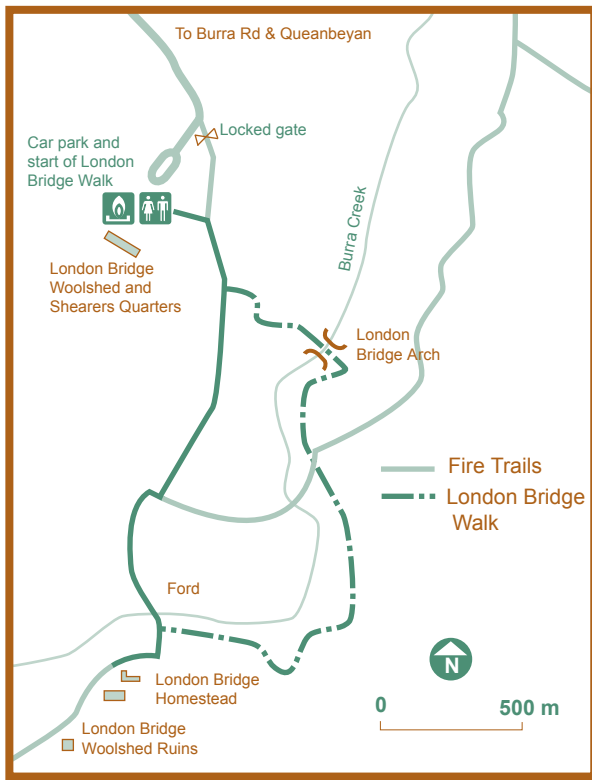 To Burra Rd & Queanbeyan
Locked gate
Car park and
start of London
Bridge Walk
London Bridge
Woolshed and
Shearers Quarters
Burra Creek
London
Bridge Arch
Fire Trails
London Bridge
Walk
Ford
N
0 500 m
London Bridge
Homestead
London Bridge
Woolshed Ruins